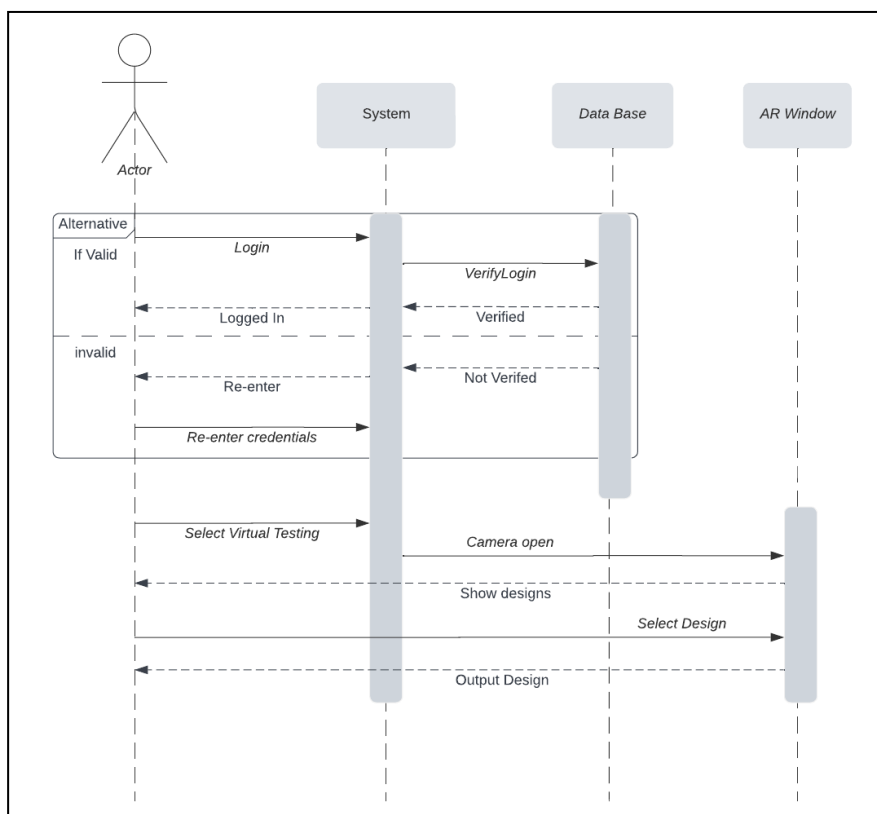 System
Data Base
AR Window
Actor
Alternative
If Valid
Login
VerifyLogin
Logged In
Verified
invalid
Re-enter
Not Verifed
Re-enter credentials
Select Virtual Testing
Camera open
Show designs
Select Design
Output Design